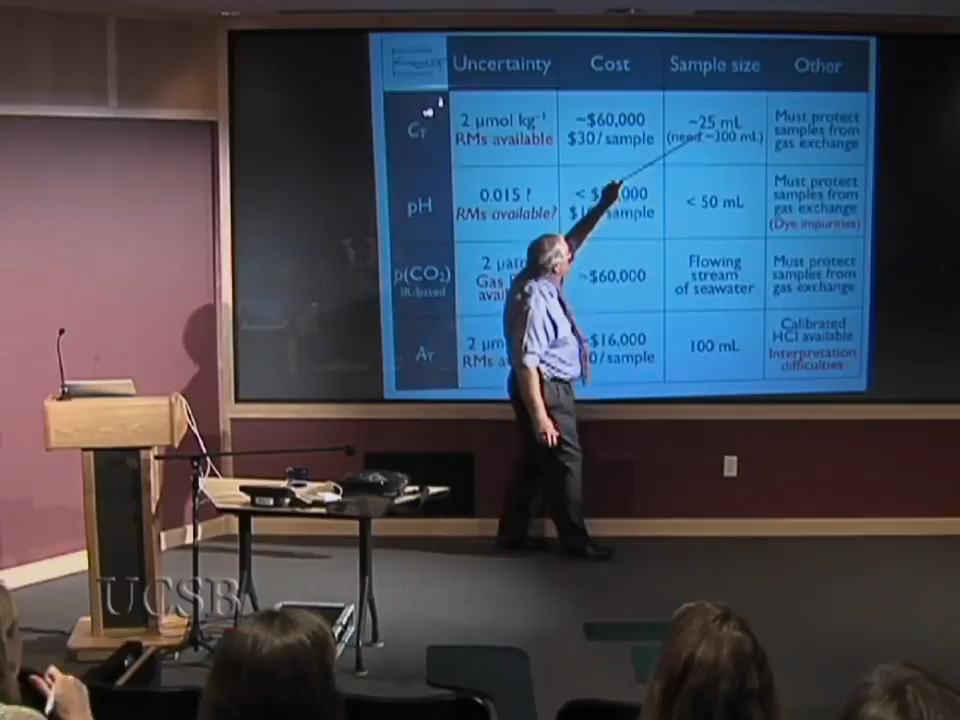 Uncertainty Cost Sample size Other
C_T
2 μmol kg⁻¹
RMs available
~$60,000
$30/sample
~25 mL
(need ~300 mL)
Must protect
samples from
gas exchange
pH
0.015 ?
RMs available?
< 50 mL
Must protect
samples from
gas exchange
(Dye impurities)
p(CO₂)
IR-based
Gas
~$60,000
Flowing
stream
of seawater
Must protect
samples from
gas exchange
A_T
RMs
~$16,000
100 mL
Calibrated
HCl available
Interpretation
difficulties
UCSB